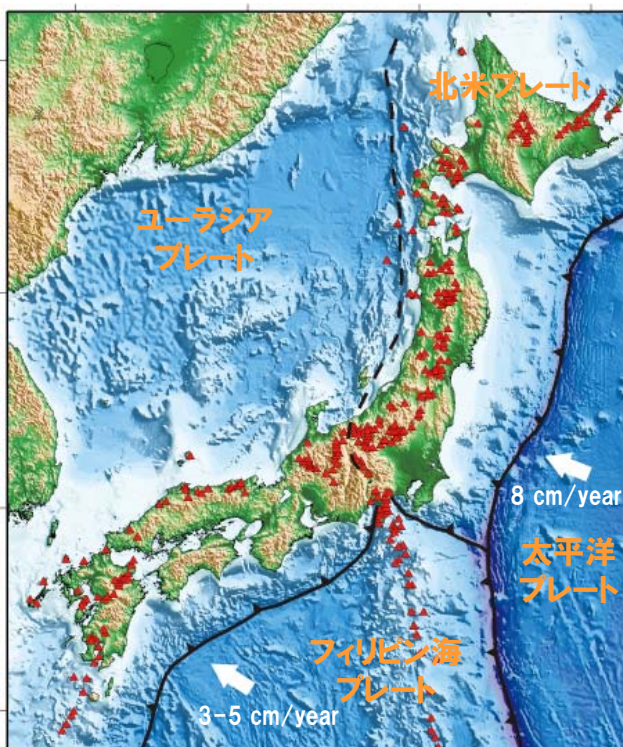 北米プレート
ユーラシア
プレート
8 cm/year
太平洋
プレート
フィリピン海
プレート
3-5 cm/year